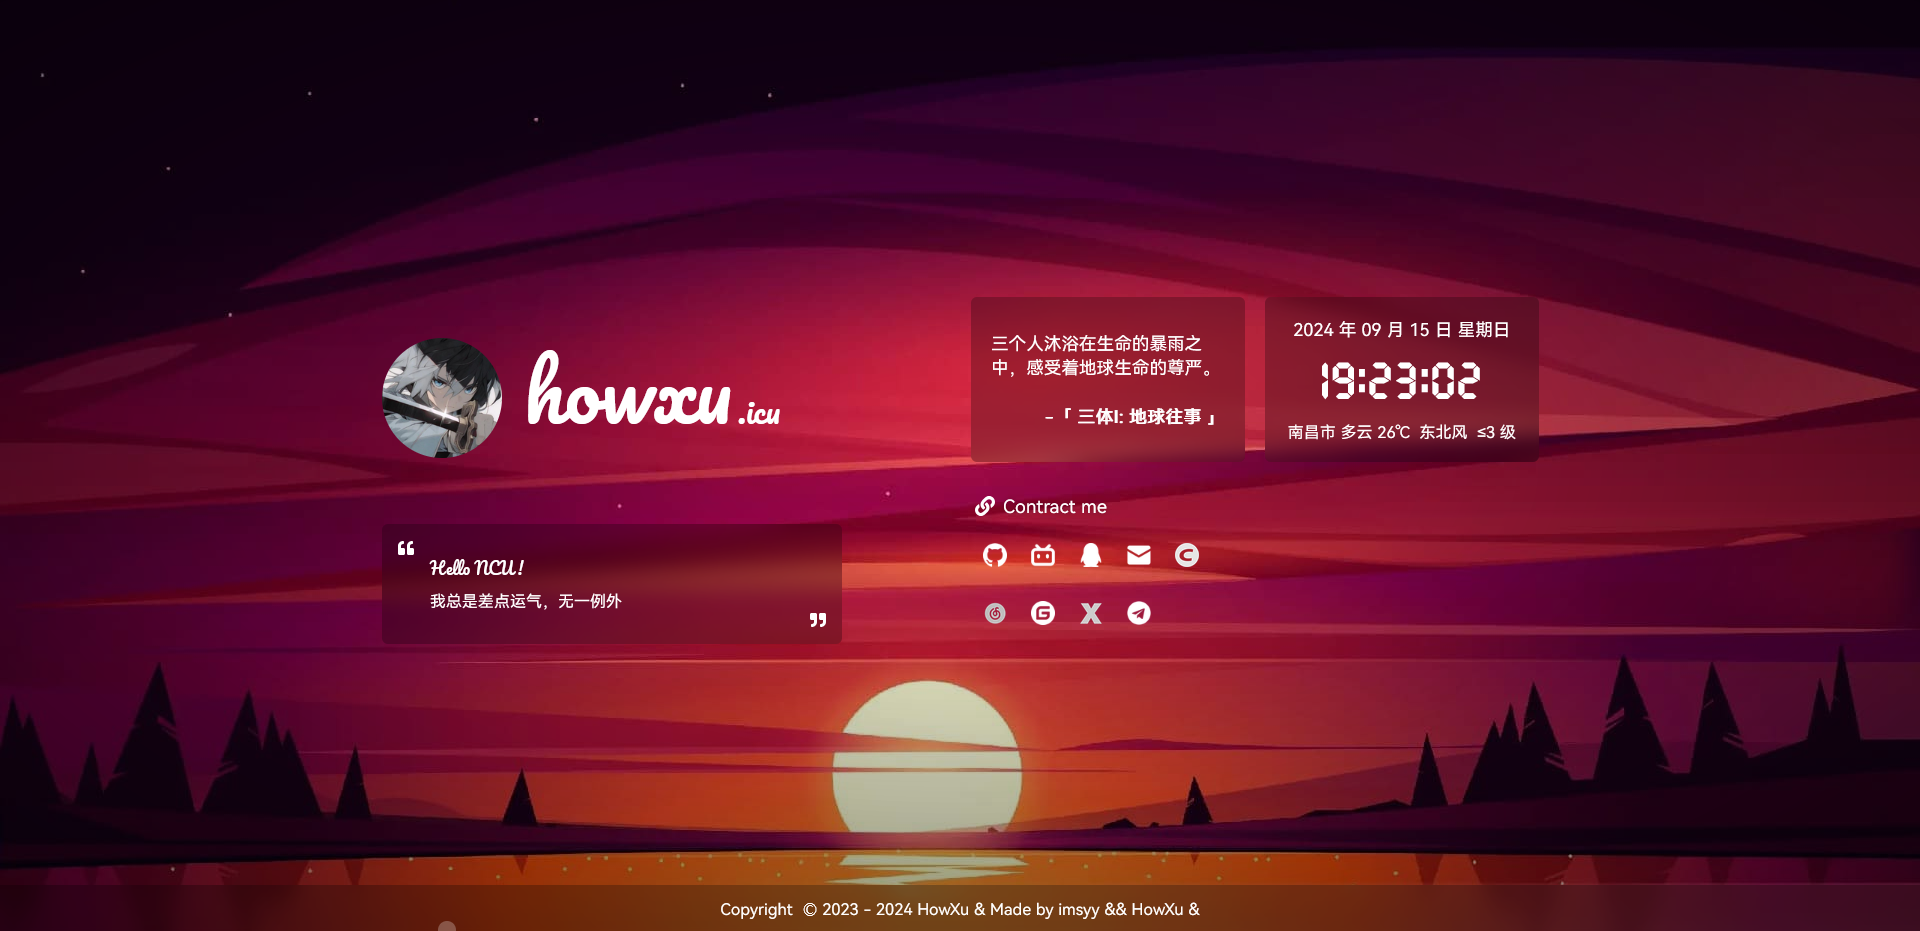 howxu.icu
Hello NCU !
我总是差点运气，无一例外
三个人沐浴在生命的暴雨之
中，感受着地球生命的尊严。
-「 三体I: 地球往事 」
2024 年 09 月 15 日 星期日
19:23:02
南昌市 多云 26℃ 东北风 ≤3 级
Contract me
Copyright © 2023 - 2024 HowXu & Made by imsyy && HowXu &